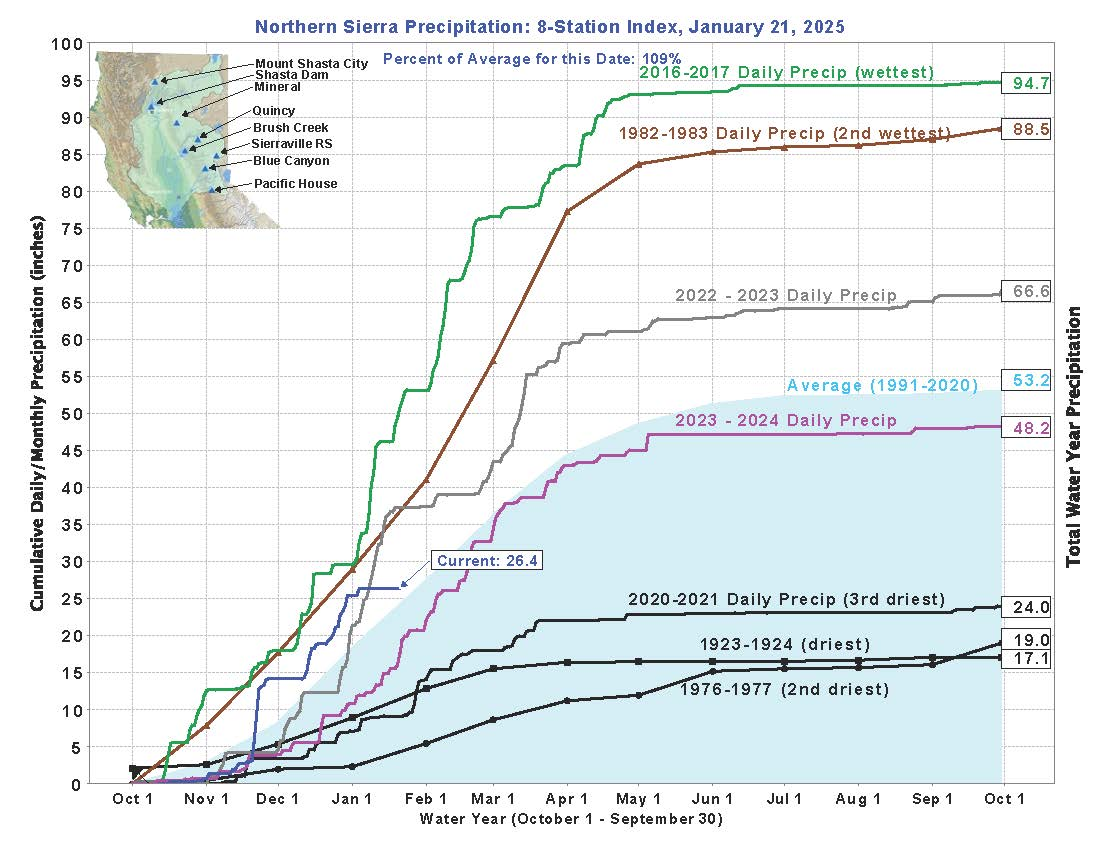 Northern Sierra Precipitation: 8-Station Index, January 21, 2025
Percent of Average for this Date: 109%
Mount Shasta City
Shasta Dam
Mineral
Quincy
Brush Creek
Sierraville RS
Blue Canyon
Pacific House
Cumulative Daily/Monthly Precipitation (inches)
100
95
90
85
80
75
70
65
60
55
50
45
40
35
30
25
20
15
10
5
0
2016-2017 Daily Precip (wettest)
94.7
1982-1983 Daily Precip (2nd wettest)
88.5
2022 - 2023 Daily Precip
66.6
Average (1991-2020)
53.2
2023 - 2024 Daily Precip
48.2
Current: 26.4
2020-2021 Daily Precip (3rd driest)
24.0
1923-1924 (driest)
19.0
17.1
1976-1977 (2nd driest)
Total Water Year Precipitation
Oct 1 Nov 1 Dec 1 Jan 1 Feb 1 Mar 1 Apr 1 May 1 Jun 1 Jul 1 Aug 1 Sep 1 Oct 1
Water Year (October 1 - September 30)